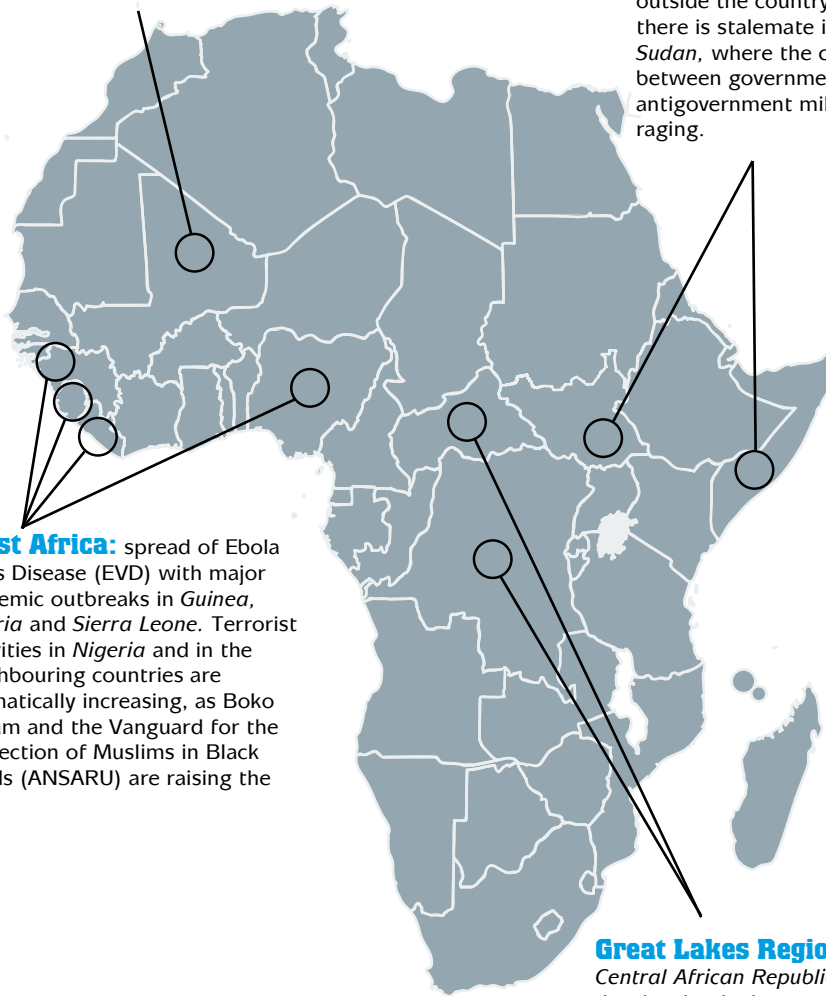 outside the country
there is stalemate i
Sudan, where the c
between governme
antigovernment mil
raging.
st Africa: spread of Ebola
s Disease (EVD) with major
emic outbreaks in Guinea,
ria and Sierra Leone. Terrorist
ities in Nigeria and in the
hbouring countries are
matically increasing, as Boko
am and the Vanguard for the
ection of Muslims in Black
ds (ANSARU) are raising the
Great Lakes Regio
Central African Republi